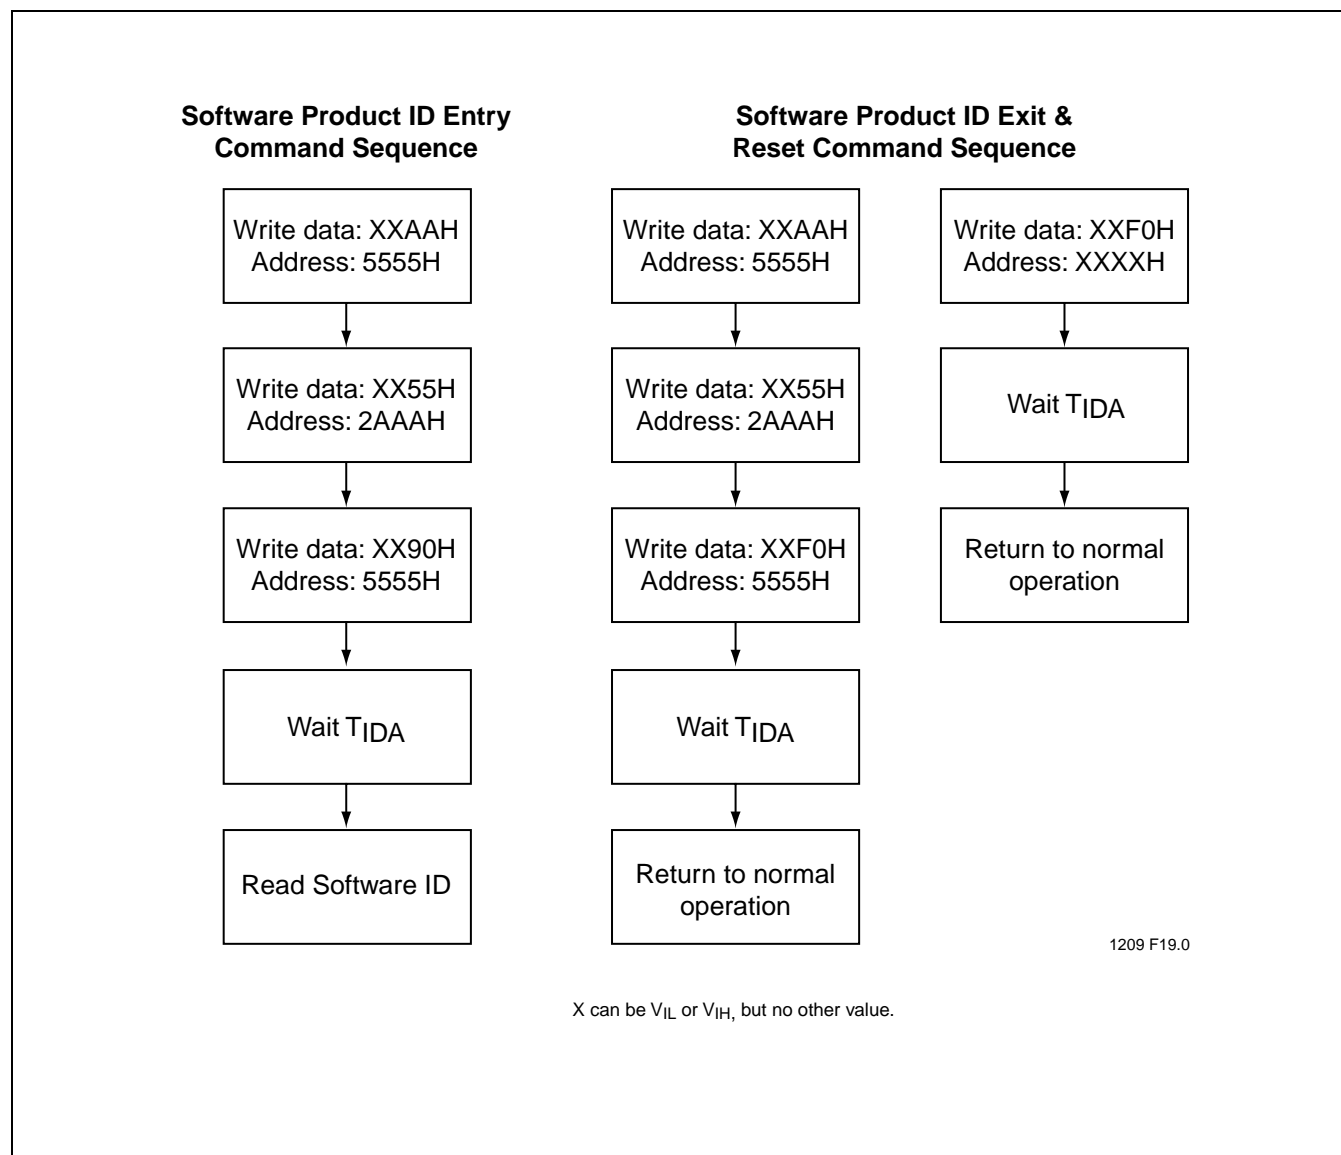 Software Product ID Entry
Command Sequence
Write data: XXAAH
Address: 5555H
Write data: XX55H
Address: 2AAAH
Write data: XX90H
Address: 5555H
Wait TIDA
Read Software ID
Software Product ID Exit &
Reset Command Sequence
Write data: XXAAH
Address: 5555H
Write data: XX55H
Address: 2AAAH
Write data: XXF0H
Address: 5555H
Wait TIDA
Return to normal
operation
Write data: XXF0H
Address: XXXXH
Wait TIDA
Return to normal
operation
1209 F19.0
X can be VIL or VIH, but no other value.